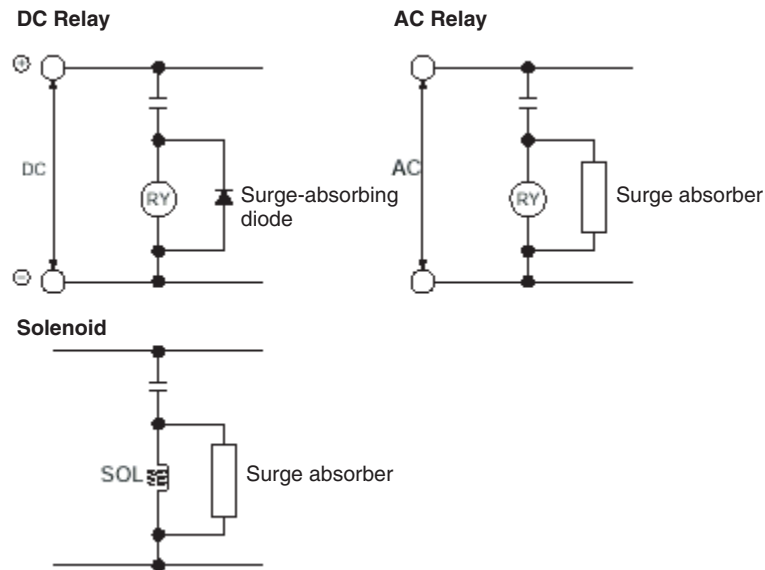 DC Relay
AC Relay
⊕
DC
RY
Surge-absorbing
diode
⊖
AC
RY
Surge absorber
Solenoid
SOL
Surge absorber